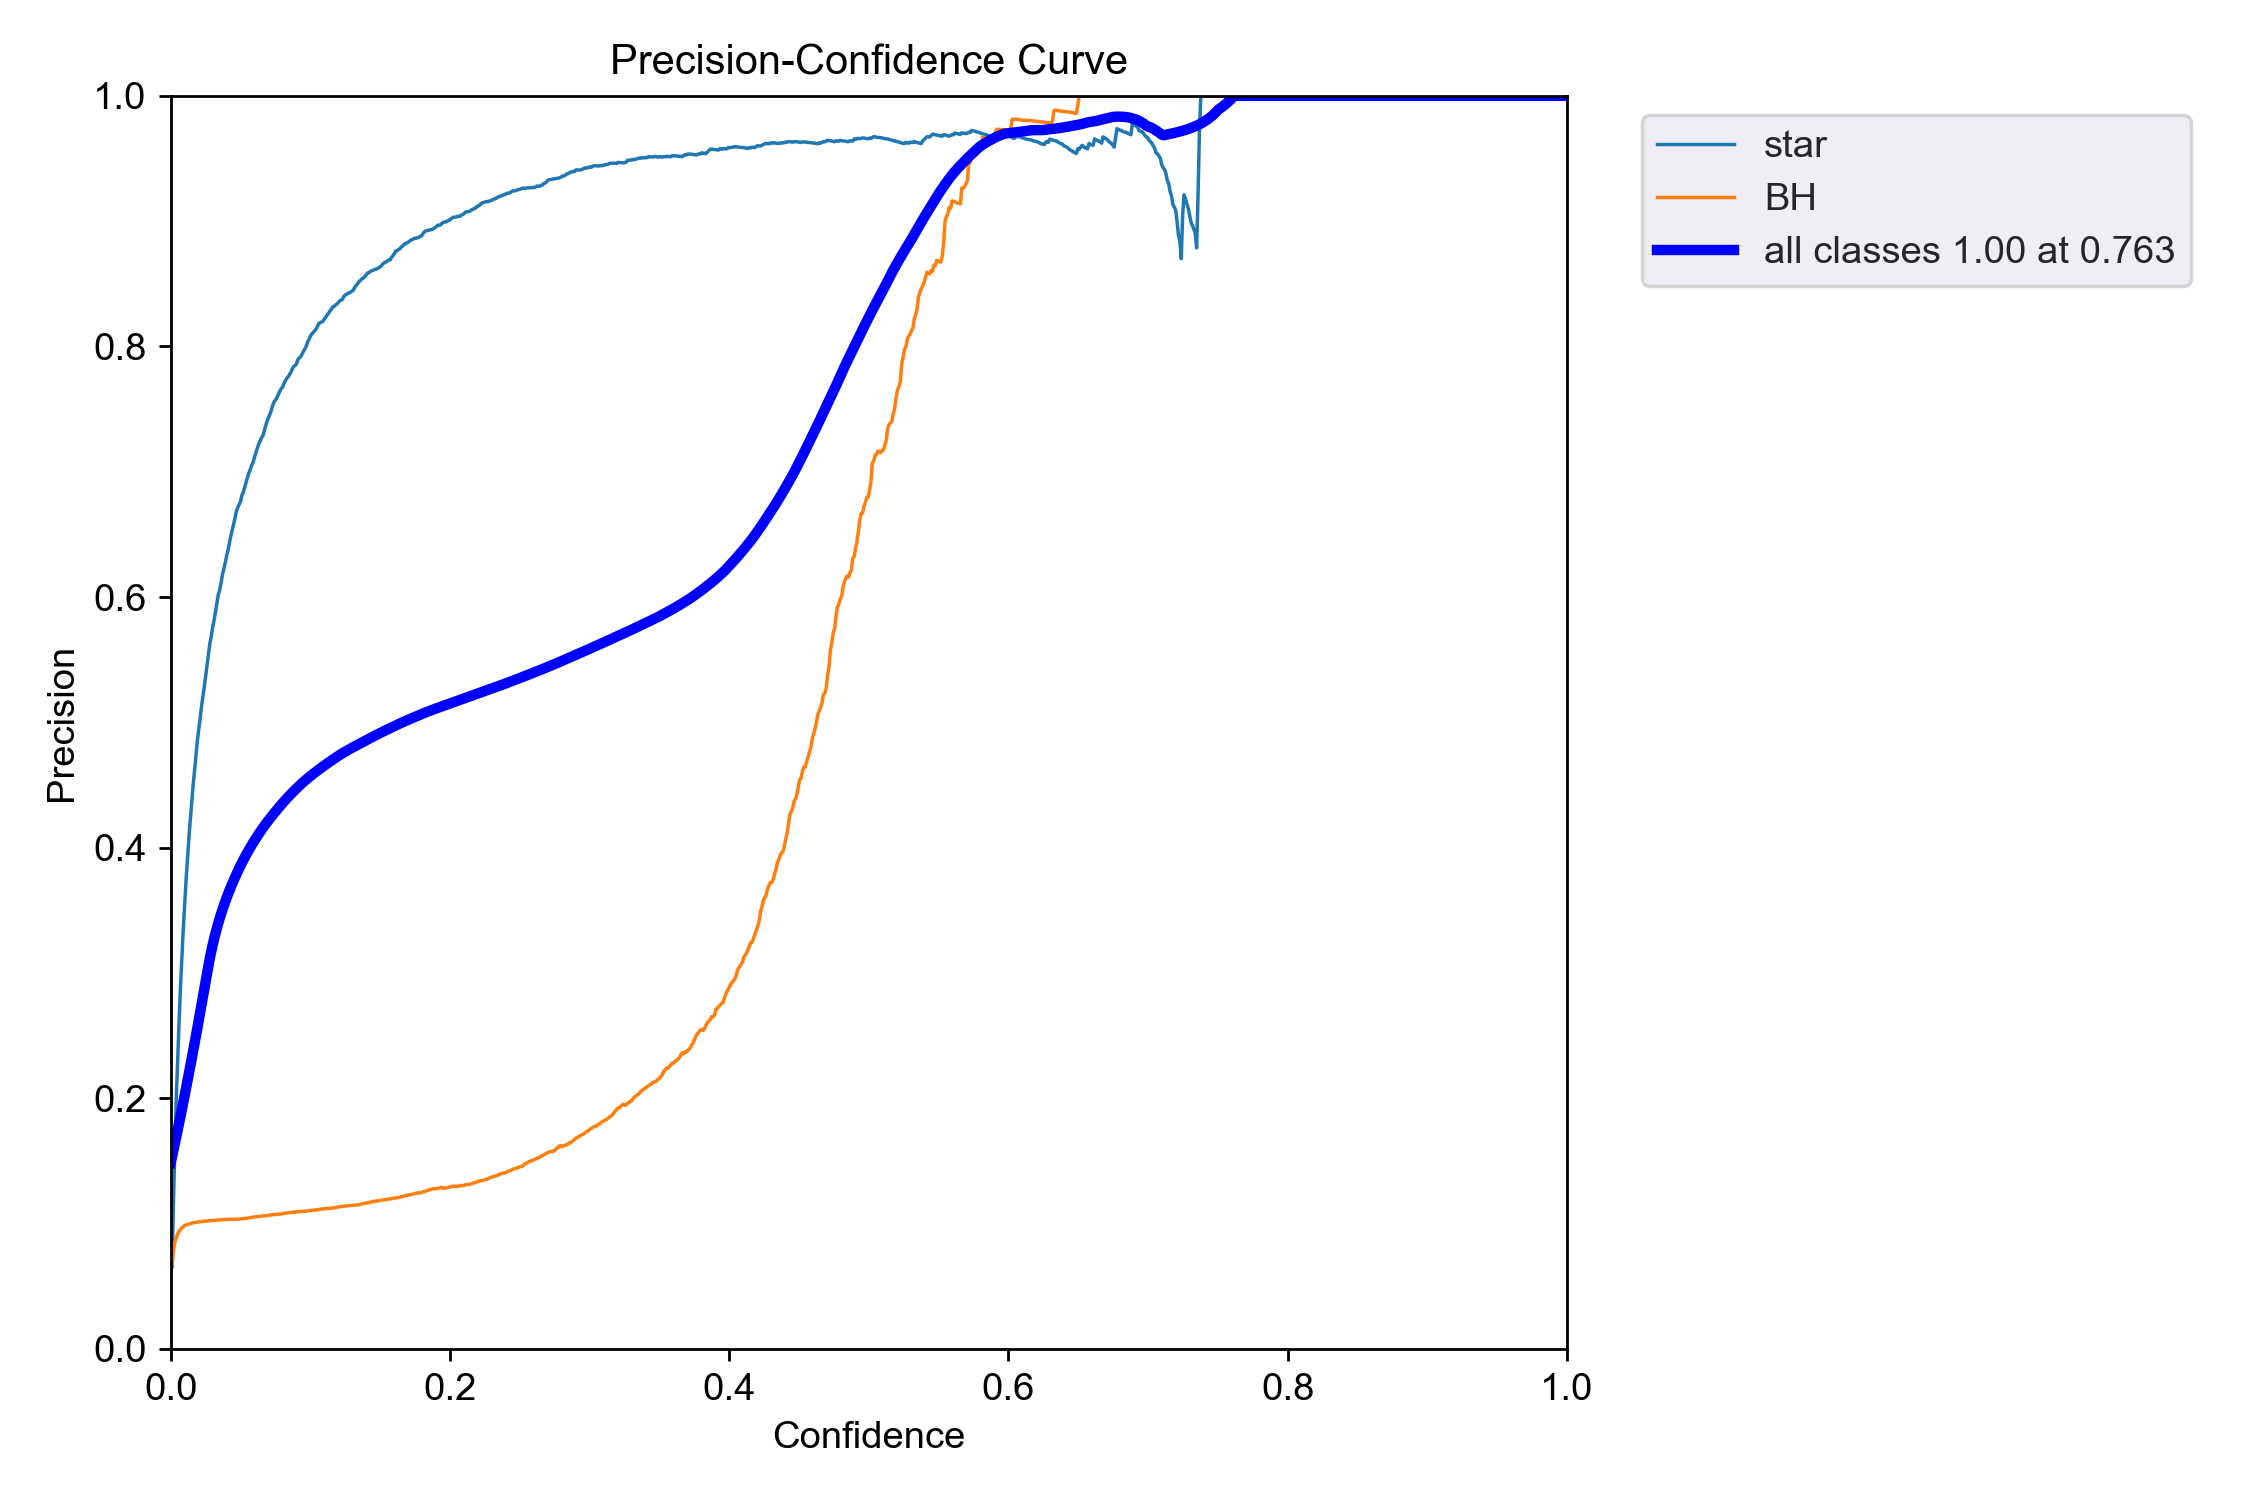 Precision-Confidence Curve
1.0
0.8
0.6
0.4
0.2
0.0
Precision
0.0 0.2 0.4 0.6 0.8 1.0
Confidence
star
BH
all classes 1.00 at 0.763